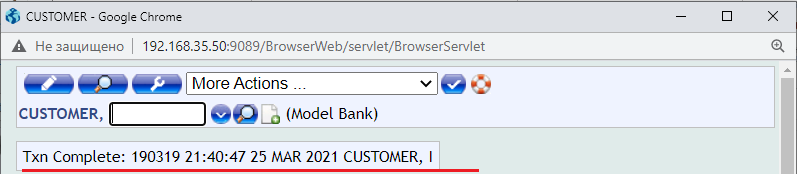 CUSTOMER - Google Chrome
Не защищено 192.168.35.50:9089/BrowserWeb/servlet/BrowserServlet
More Actions ...
CUSTOMER, (Model Bank)
Txn Complete: 190319 21:40:47 25 MAR 2021 CUSTOMER, I